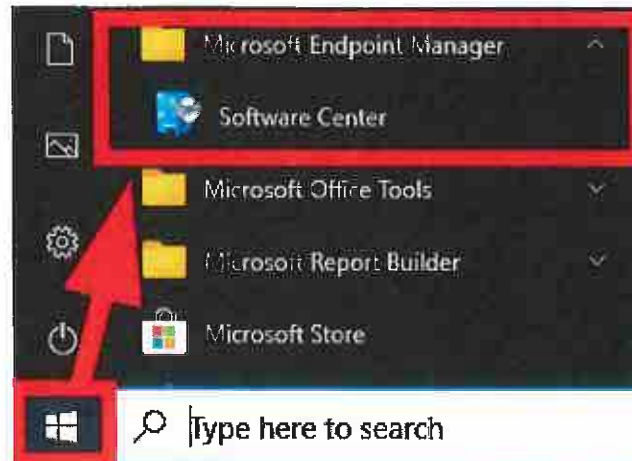 Microsoft Endpoint Manager
Software Center
Microsoft Office Tools
Microsoft Report Builder
Microsoft Store
Type here to search